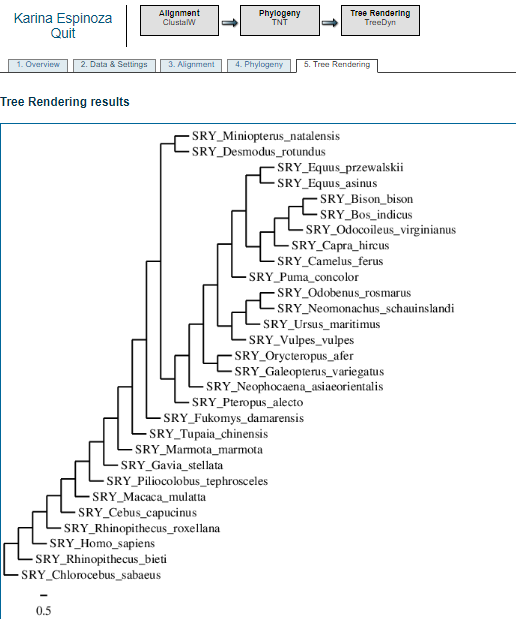 Karina Espinoza
Quit
Alignment
ClustalW
Phylogeny
TNT
Tree Rendering
TreeDyn
1. Overview
2. Data & Settings
3. Alignment
4. Phylogeny
5. Tree Rendering
Tree Rendering results
SRY_Miniopterus_natalensis
SRY_Desmodus_rotundus
SRY_Equus_przewalskii
SRY_Equus_asinus
SRY_Bison_bison
SRY_Bos_indicus
SRY_Odocoileus_virginianus
SRY_Capra_hircus
SRY_Camelus_ferus
SRY_Puma_concolor
SRY_Odobenus_rosmarus
SRY_Neomonachus_schauinslandi
SRY_Ursus_maritimus
SRY_Vulpes_vulpes
SRY_Orycteropus_afer
SRY_Galeopterus_variegatus
SRY_Neophocaena_asiaeorientalis
SRY_Pteropus_alecto
SRY_Fukomys_damarensis
SRY_Tupaia_chinensis
SRY_Marmota_marmota
SRY_Gavia_stellata
SRY_Piliocolobus_tephrosceles
SRY_Macaca_mulatta
SRY_Cebus_capucinus
SRY_Rhinopithecus_roxellana
SRY_Homo_sapiens
SRY_Rhinopithecus_bieti
SRY_Chlorocebus_sabaeus
0.5